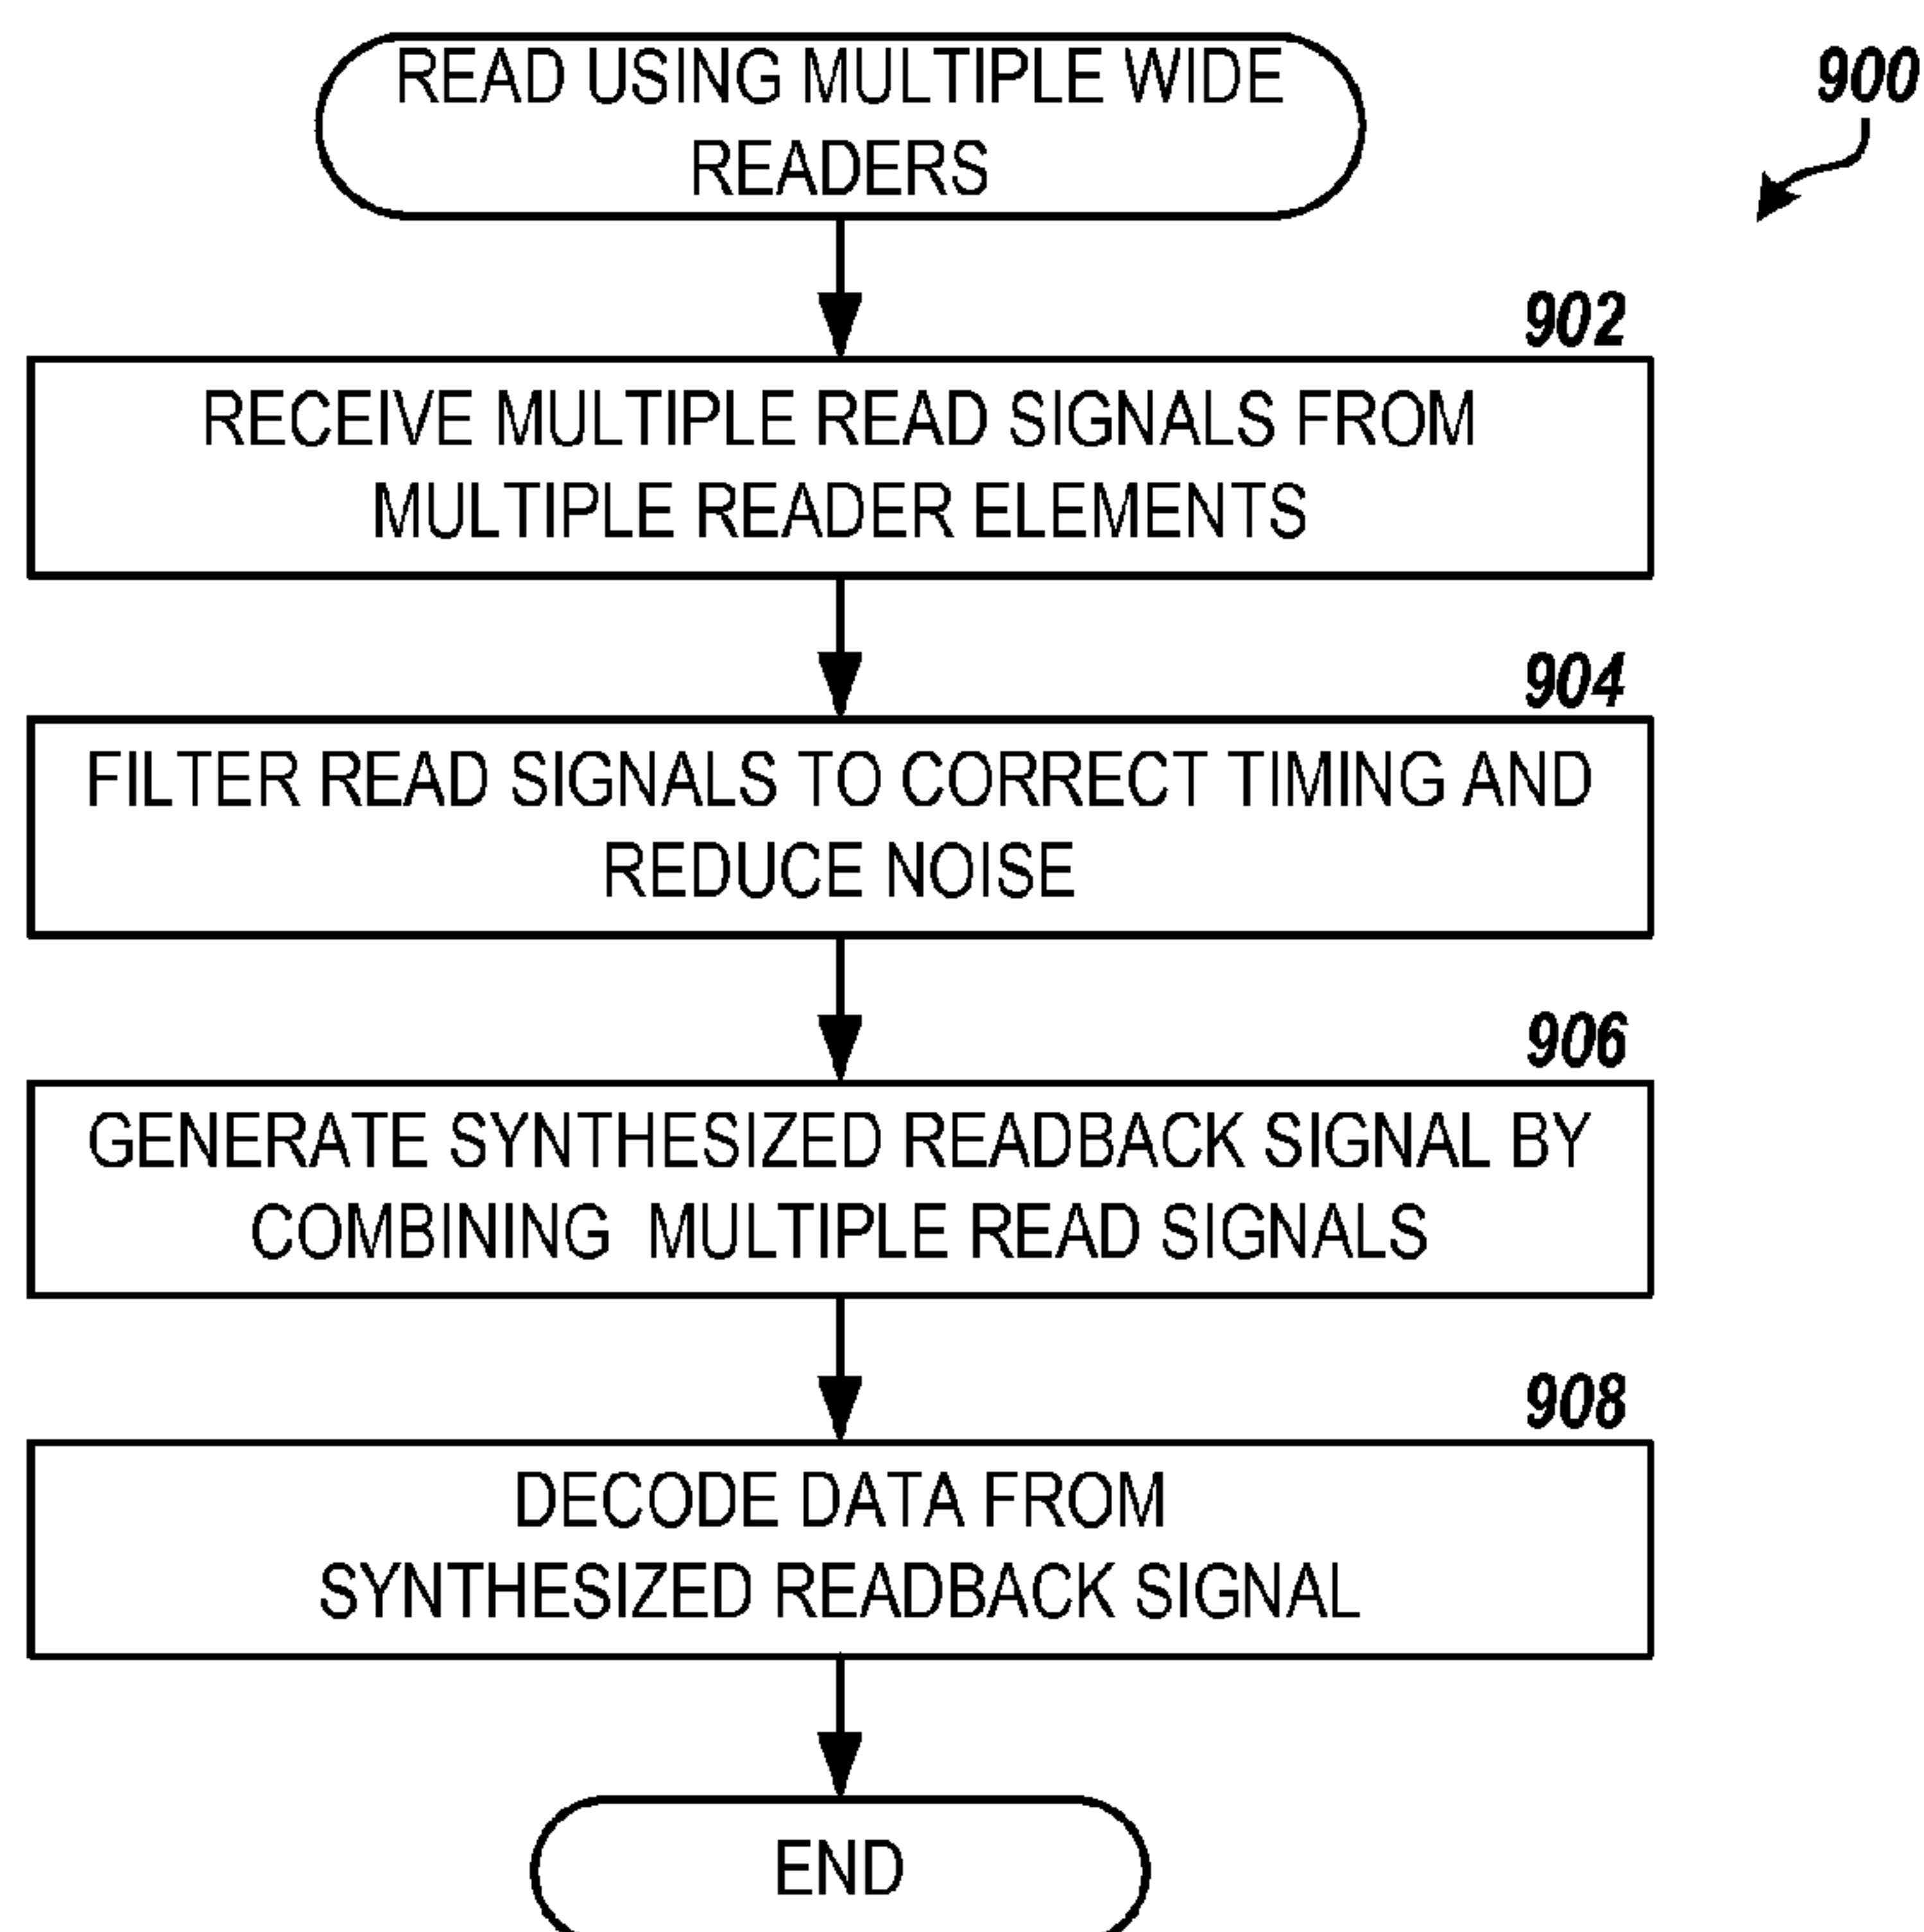 READ USING MULTIPLE WIDE
READERS
900
902
RECEIVE MULTIPLE READ SIGNALS FROM
MULTIPLE READER ELEMENTS
904
FILTER READ SIGNALS TO CORRECT TIMING AND
REDUCE NOISE
906
GENERATE SYNTHESIZED READBACK SIGNAL BY
COMBINING MULTIPLE READ SIGNALS
908
DECODE DATA FROM
SYNTHESIZED READBACK SIGNAL
END